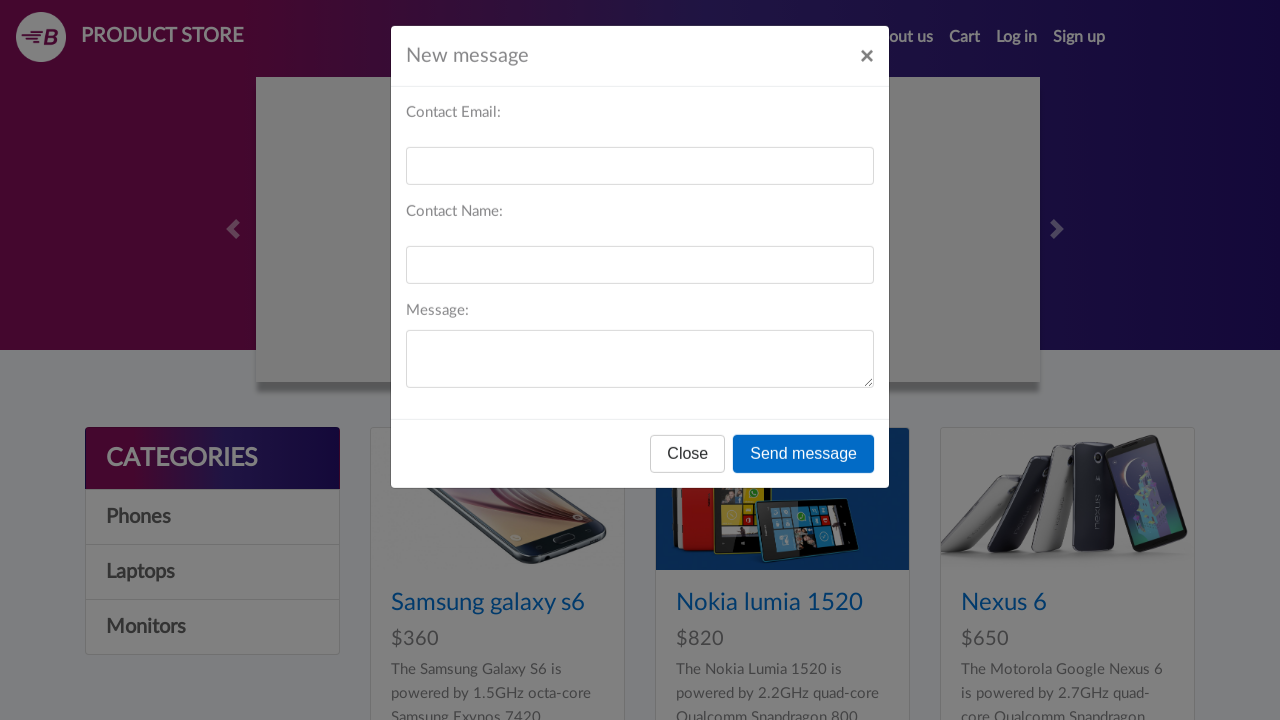 PRODUCT STORE
out us Cart Log in Sign up
New message ×
Contact Email:
Contact Name:
Message:
Close Send message
CATEGORIES
Phones
Laptops
Monitors
Samsung galaxy s6
$360
The Samsung Galaxy S6 is
powered by 1.5GHz octa-core
Samsung Exynos 7420
Nokia lumia 1520
$820
The Nokia Lumia 1520 is
powered by 2.2GHz quad-core
Qualcomm Snapdragon 800
Nexus 6
$650
The Motorola Google Nexus 6
is powered by 2.7GHz quad-
core Qualcomm Snapdragon